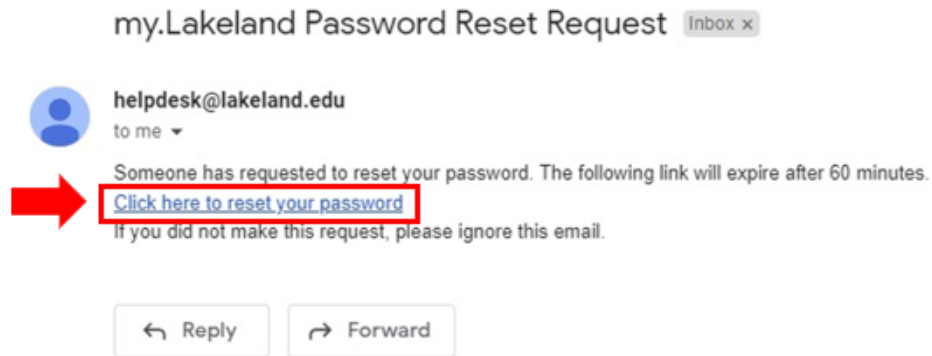 my.Lakeland Password Reset Request Inbox x
helpdesk@lakeland.edu
to me
Someone has requested to reset your password. The following link will expire after 60 minutes.
Click here to reset your password
If you did not make this request, please ignore this email.
Reply Forward